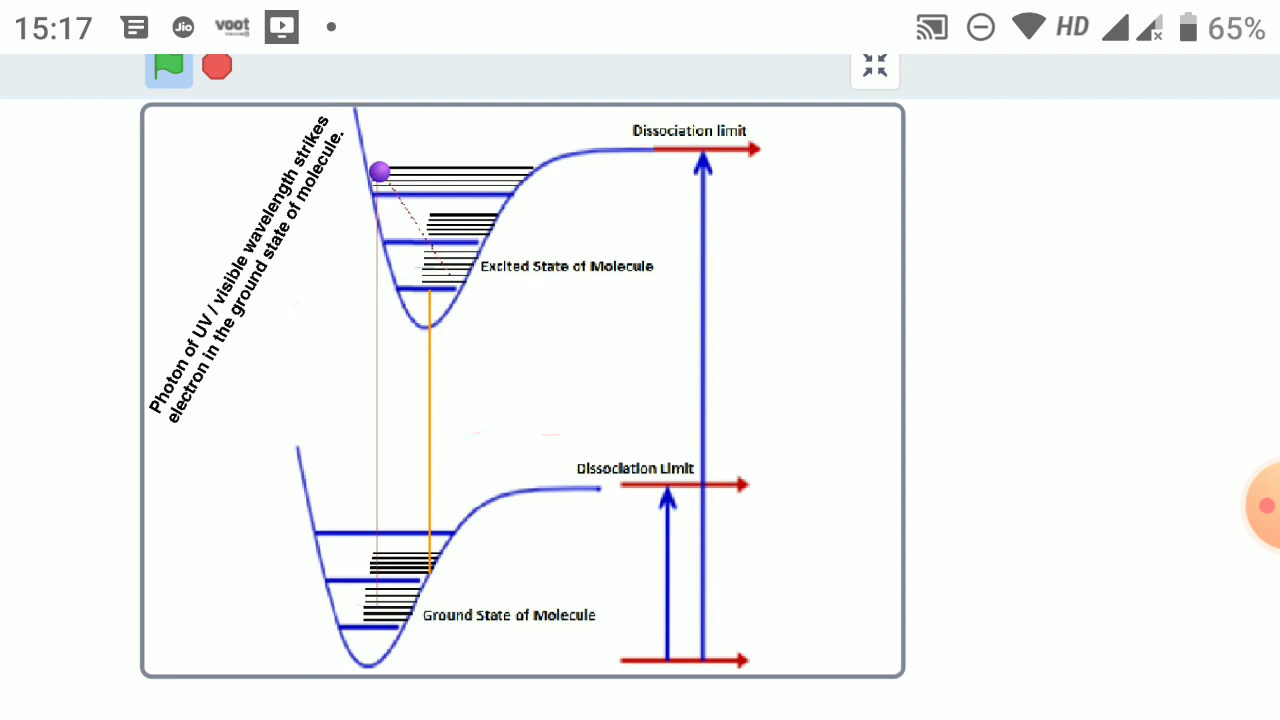 15:17
Jio
voot
HD
65%
Photon of UV / visible wavelength strikes
electron in the ground state of molecule.
Dissociation limit
Excited State of Molecule
Dissociation Limit
Ground State of Molecule